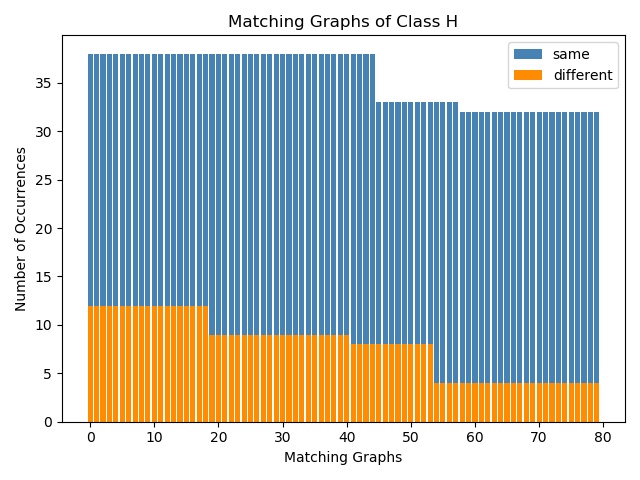 Matching Graphs of Class H
same
different
Number of Occurrences
35
30
25
20
15
10
5
0
0 10 20 30 40 50 60 70 80
Matching Graphs